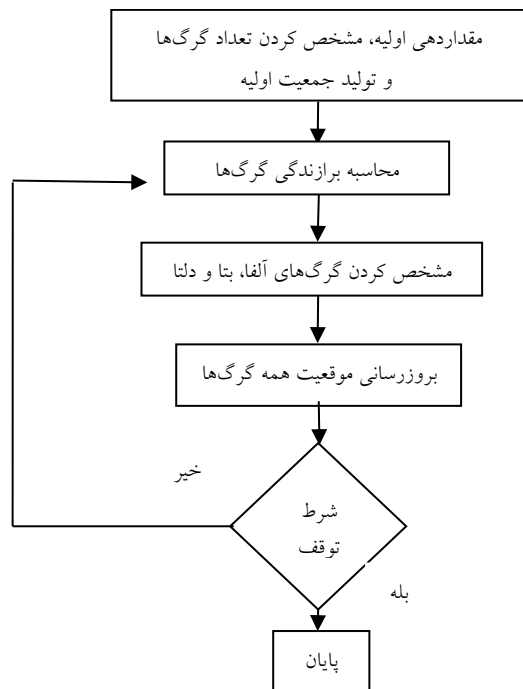 مقداردهی اولیه، مشخص کردن تعداد گرگ‌ها
و تولید جمعیت اولیه
محاسبه برازندگی گرگ‌ها
مشخص کردن گرگ‌های آلفا، بتا و دلتا
بروزرسانی موقعیت همه گرگ‌ها
خیر
شرط
توقف
بله
پایان